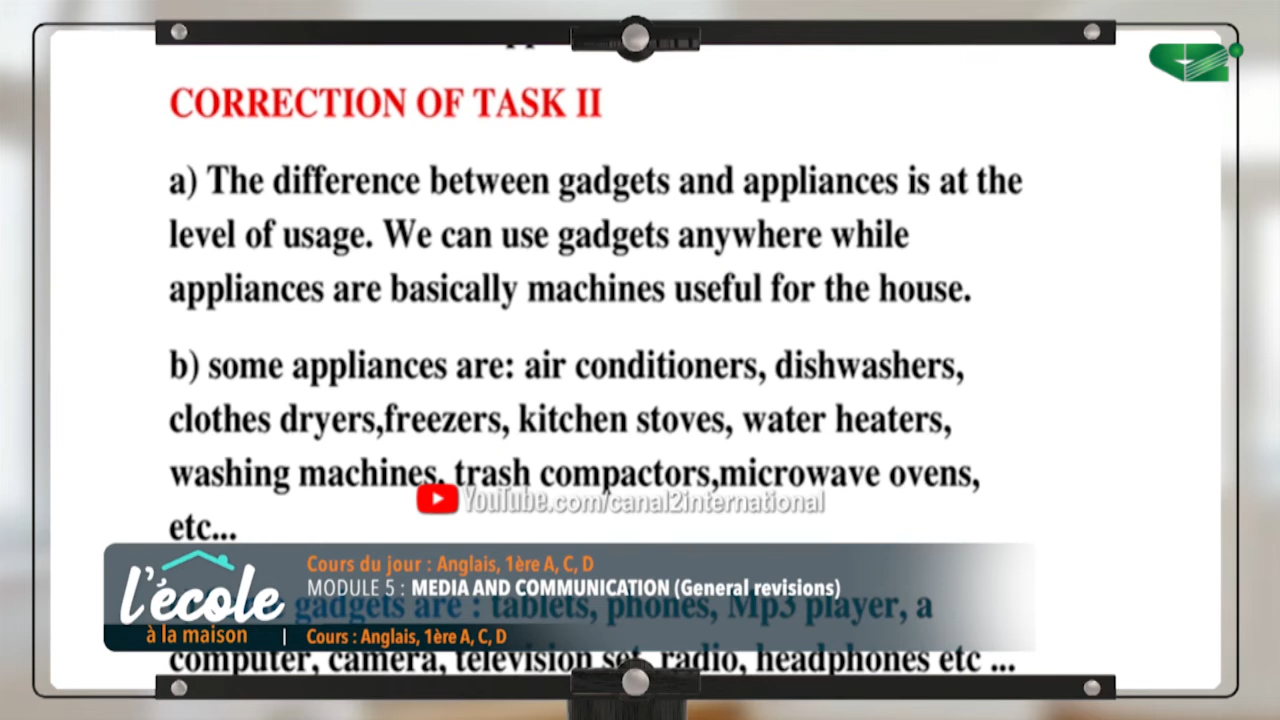 CORRECTION OF TASK II
a) The difference between gadgets and appliances is at the
level of usage. We can use gadgets anywhere while
appliances are basically machines useful for the house.
b) some appliances are: air conditioners, dishwashers,
clothes dryers,freezers, kitchen stoves, water heaters,
washing machines, trash compactors,microwave ovens,
YouTube.com/canal2international
etc...
Cours du jour : Anglais, 1ère A, C, D
MODULE 5 : MEDIA AND COMMUNICATION (General revisions)
l'école
gadgets are : tablets, phones, Mp3 player, a
à la maison | Cours : Anglais, 1ère A, C, D
computer, camera, television set, radio, headphones etc ...